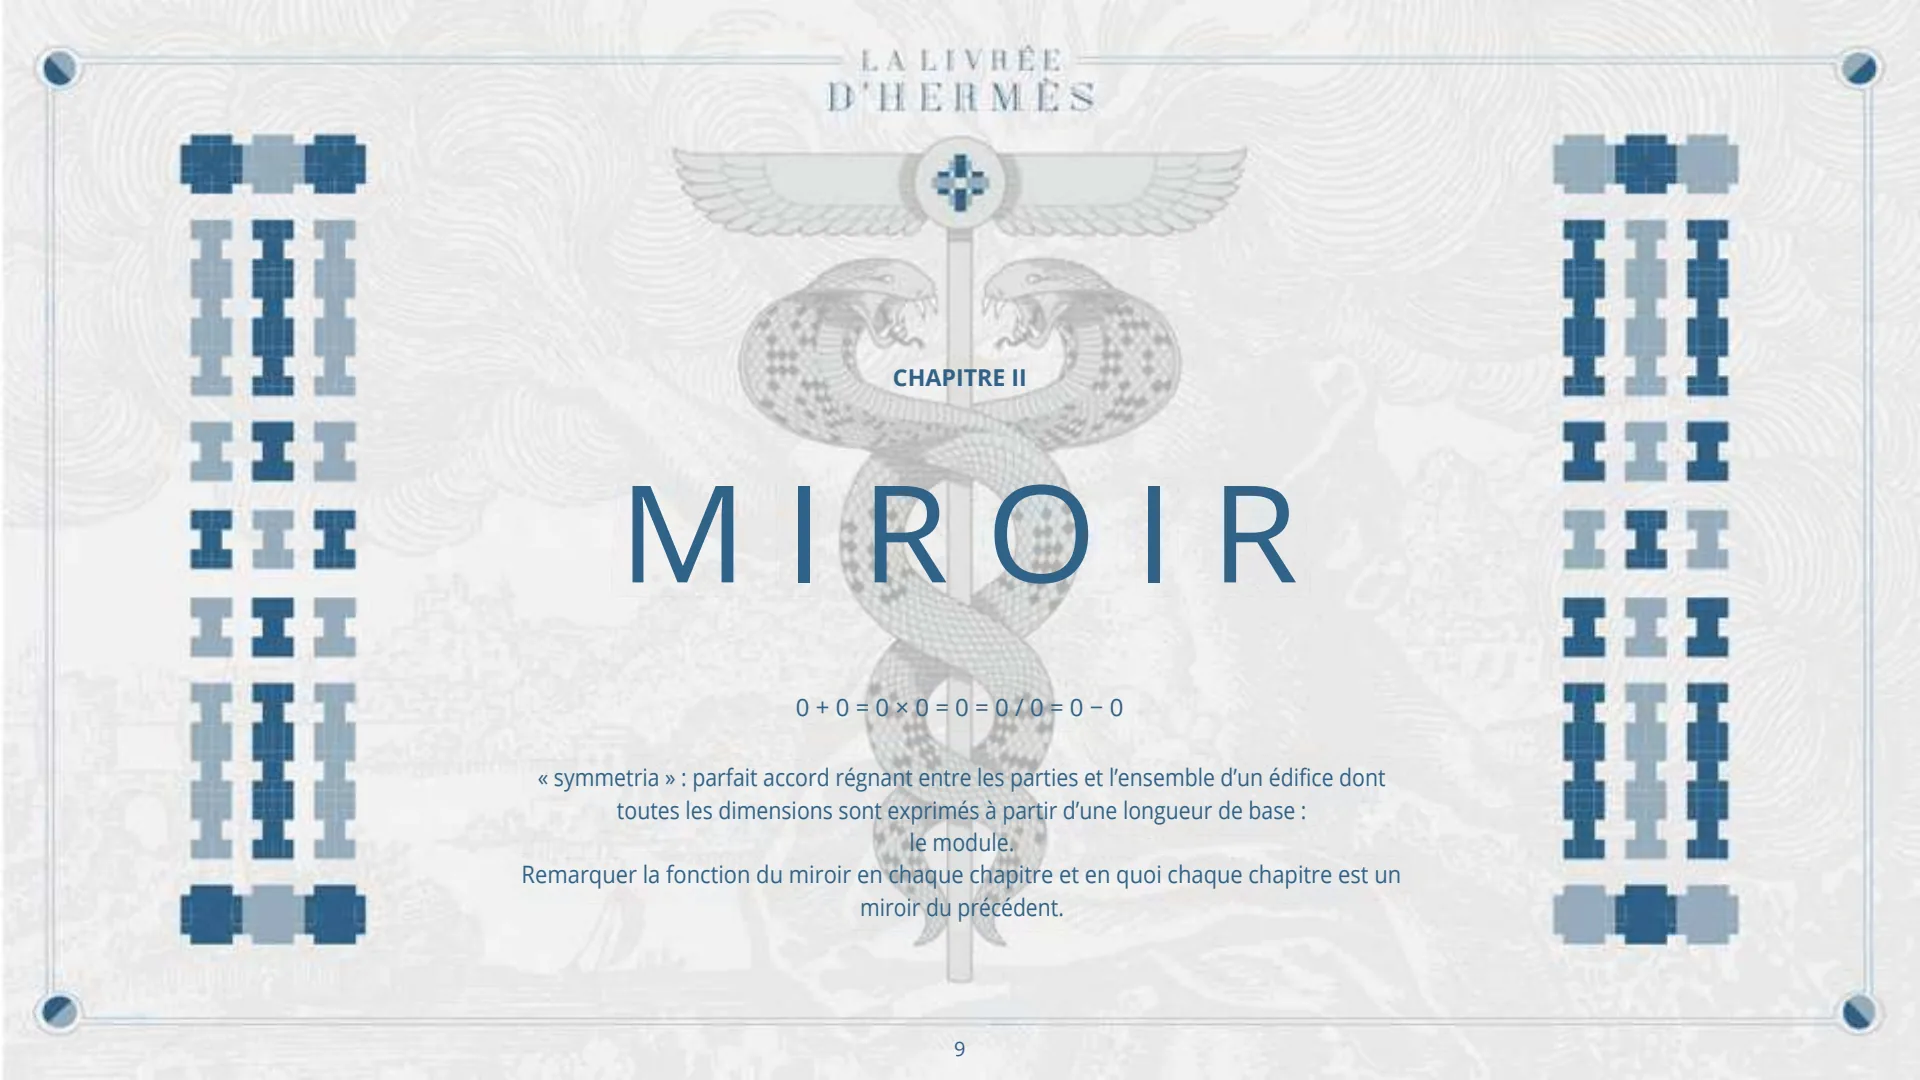 LA LIVRÉE
D'HERMÈS
CHAPITRE II
MIROIR
0 + 0 = 0 × 0 = 0 = 0 / 0 = 0 − 0
« symmetria » : parfait accord régnant entre les parties et l’ensemble d’un édifice dont
toutes les dimensions sont exprimés à partir d’une longueur de base :
le module.
Remarquer la fonction du miroir en chaque chapitre et en quoi chaque chapitre est un
miroir du précédent.
9